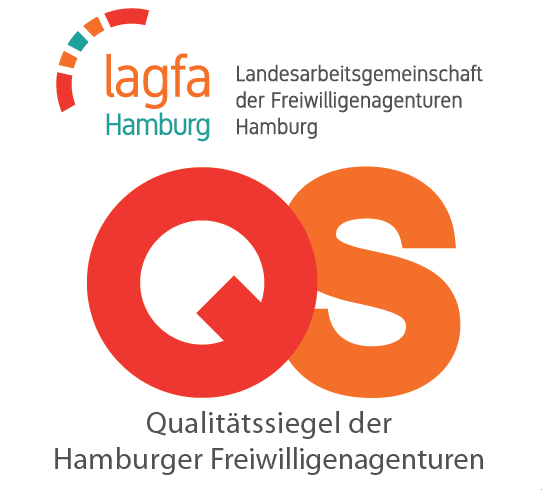 lagfa
Hamburg
Landesarbeitsgemeinschaft
der Freiwilligenagenturen
Hamburg
QS
Qualitätssiegel der
Hamburger Freiwilligenagenturen